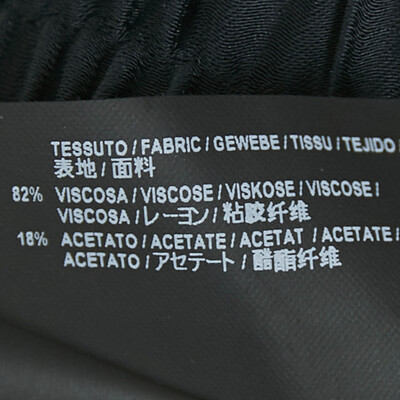 TESSUTO / FABRIC / GEWEBE / TISSU / TEJIDO /
表地 / 面料
82% VISCOSA / VISCOSE / VISKOSE / VISCOSE /
VISCOSA / レーヨン / 粘胶纤维
18% ACETATO / ACETATE / ACETAT / ACETATE /
ACETATO / アセテート / 醋酯纤维